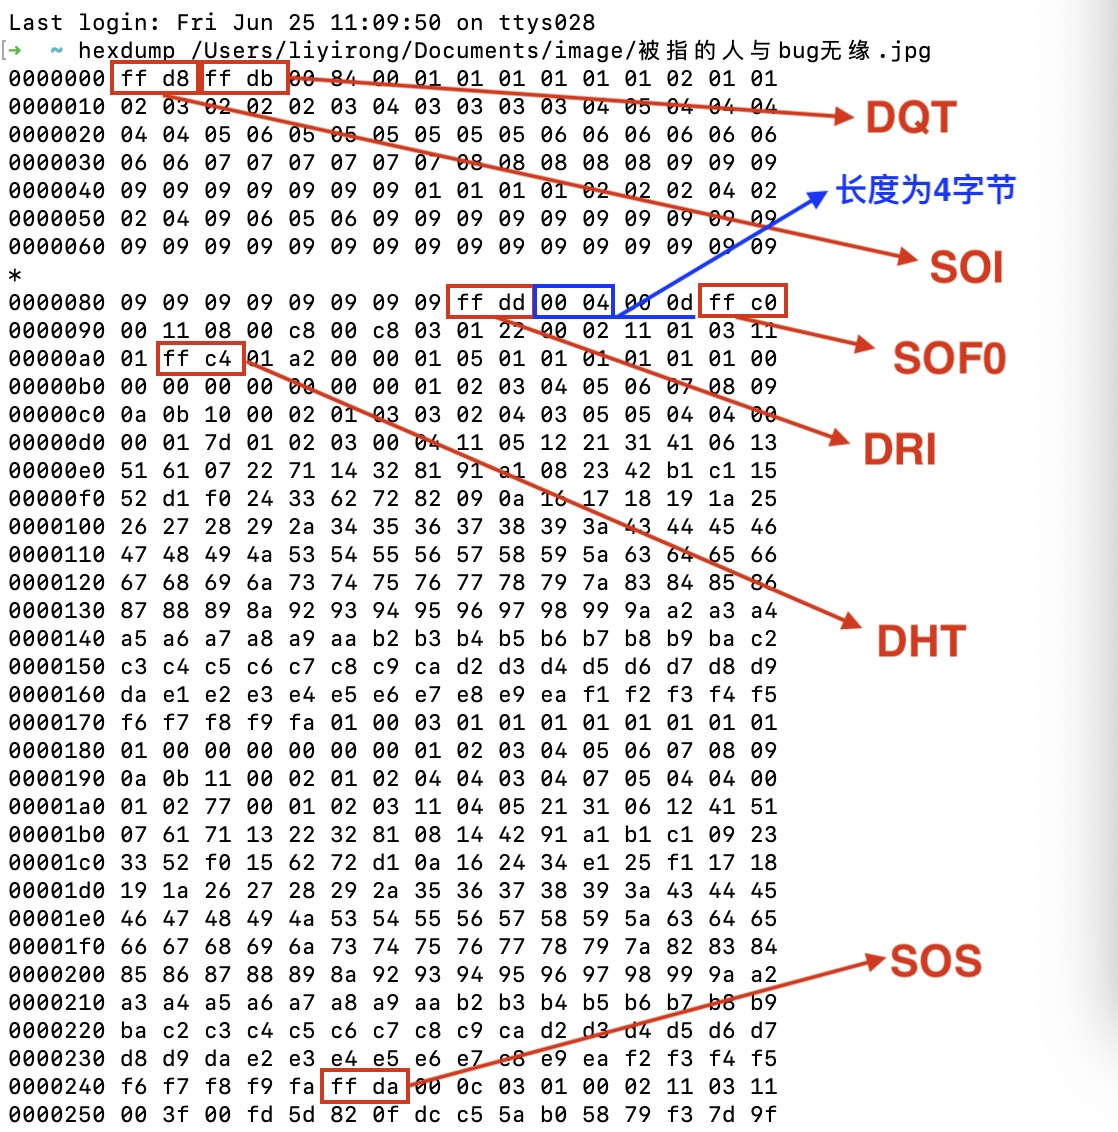 Last login: Fri Jun 25 11:09:50 on ttys028
[➜ ~ hexdump /Users/liyirong/Documents/image/被指的人与bug无缘.jpg
0000000 ff d8 ff db 00 84 00 01 01 01 01 01 01 02 01 01
0000010 02 03 02 02 02 03 04 03 03 03 03 04 05 04 04 04
DQT
0000020 04 04 05 06 05 05 05 05 05 05 06 06 06 06 06 06
0000030 06 06 07 07 07 07 07 07 08 08 08 08 08 09 09 09
0000040 09 09 09 09 09 09 09 01 01 01 01 02 02 02 04 02
长度为4字节
0000050 02 04 09 06 05 06 09 09 09 09 09 09 09 09 09 09
0000060 09 09 09 09 09 09 09 09 09 09 09 09 09 09 09 09
SOI
*
0000080 09 09 09 09 09 09 09 09 ff dd 00 04 00 0d ff c0
0000090 00 11 08 00 c8 00 c8 03 01 22 00 02 11 01 03 11
00000a0 01 ff c4 01 a2 00 00 01 05 01 01 01 01 01 01 00
SOF0
00000b0 00 00 00 00 00 00 00 01 02 03 04 05 06 07 08 09
00000c0 0a 0b 10 00 02 01 03 03 02 04 03 05 05 04 04 00
00000d0 00 01 7d 01 02 03 00 04 11 05 12 21 31 41 06 13
DRI
00000e0 51 61 07 22 71 14 32 81 91 a1 08 23 42 b1 c1 15
00000f0 52 d1 f0 24 33 62 72 82 09 0a 16 17 18 19 1a 25
0000100 26 27 28 29 2a 34 35 36 37 38 39 3a 43 44 45 46
0000110 47 48 49 4a 53 54 55 56 57 58 59 5a 63 64 65 66
0000120 67 68 69 6a 73 74 75 76 77 78 79 7a 83 84 85 86
0000130 87 88 89 8a 92 93 94 95 96 97 98 99 9a a2 a3 a4
0000140 a5 a6 a7 a8 a9 aa b2 b3 b4 b5 b6 b7 b8 b9 ba c2
DHT
0000150 c3 c4 c5 c6 c7 c8 c9 ca d2 d3 d4 d5 d6 d7 d8 d9
0000160 da e1 e2 e3 e4 e5 e6 e7 e8 e9 ea f1 f2 f3 f4 f5
0000170 f6 f7 f8 f9 fa 01 00 03 01 01 01 01 01 01 01 01
0000180 01 00 00 00 00 00 00 01 02 03 04 05 06 07 08 09
0000190 0a 0b 11 00 02 01 02 04 04 03 04 07 05 04 04 00
00001a0 01 02 77 00 01 02 03 11 04 05 21 31 06 12 41 51
00001b0 07 61 71 13 22 32 81 08 14 42 91 a1 b1 c1 09 23
00001c0 33 52 f0 15 62 72 d1 0a 16 24 34 e1 25 f1 17 18
00001d0 19 1a 26 27 28 29 2a 35 36 37 38 39 3a 43 44 45
00001e0 46 47 48 49 4a 53 54 55 56 57 58 59 5a 63 64 65
00001f0 66 67 68 69 6a 73 74 75 76 77 78 79 7a 82 83 84
SOS
0000200 85 86 87 88 89 8a 92 93 94 95 96 97 98 99 9a a2
0000210 a3 a4 a5 a6 a7 a8 a9 aa b2 b3 b4 b5 b6 b7 b8 b9
0000220 ba c2 c3 c4 c5 c6 c7 c8 c9 ca d2 d3 d4 d5 d6 d7
0000230 d8 d9 da e2 e3 e4 e5 e6 e7 e8 e9 ea f2 f3 f4 f5
0000240 f6 f7 f8 f9 fa ff da 00 0c 03 01 00 02 11 03 11
0000250 00 3f 00 fd 5d 82 0f dc c5 5a b0 58 79 f3 7d 9f